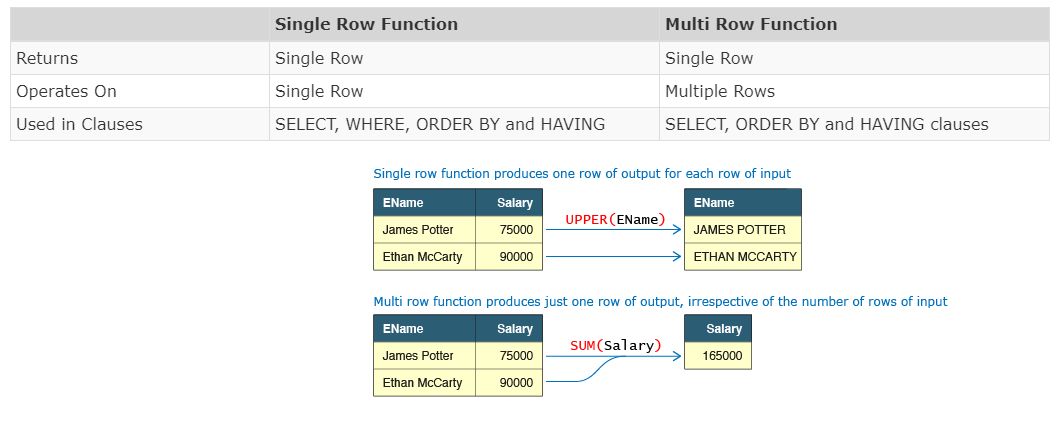 Single Row Function Multi Row Function
Returns Single Row Single Row
Operates On Single Row Multiple Rows
Used in Clauses SELECT, WHERE, ORDER BY and HAVING SELECT, ORDER BY and HAVING clauses
Single row function produces one row of output for each row of input
EName Salary EName
UPPER(EName)
James Potter 75000 JAMES POTTER
Ethan McCarty 90000 ETHAN MCCARTY
Multi row function produces just one row of output, irrespective of the number of rows of input
EName Salary Salary
SUM(Salary)
James Potter 75000 165000
Ethan McCarty 90000